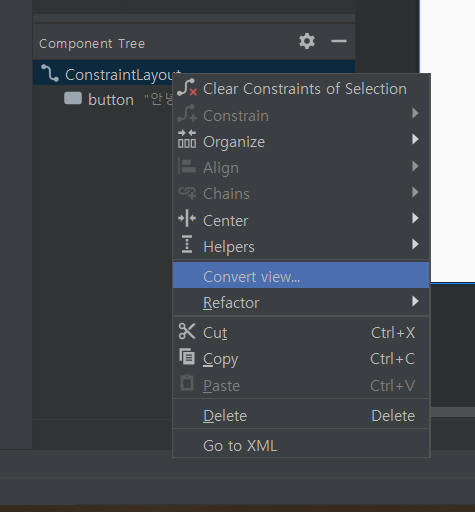 Component Tree
ConstraintLayout
button "안녕
Clear Constraints of Selection
Constrain
Organize
Align
Chains
Center
Helpers
Convert view...
Refactor
Cut Ctrl+X
Copy Ctrl+C
Paste Ctrl+V
Delete Delete
Go to XML